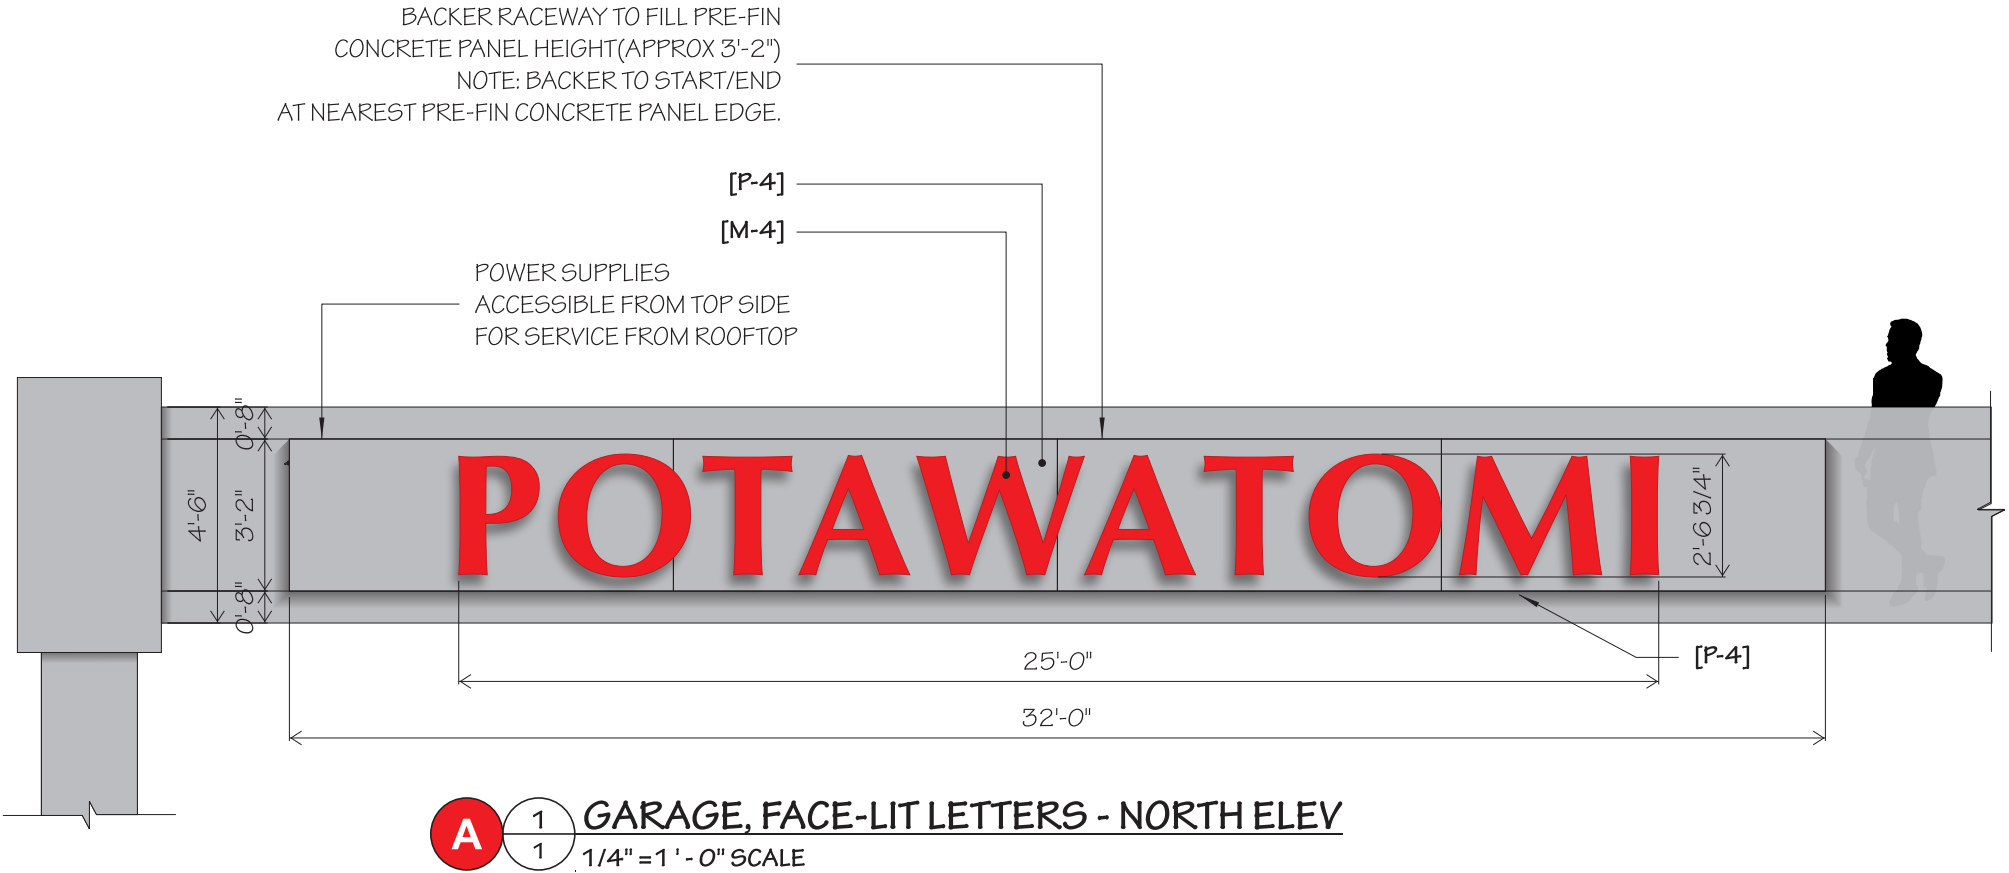 BACKER RACEWAY TO FILL PRE-FIN
CONCRETE PANEL HEIGHT(APPROX 3'-2")
NOTE: BACKER TO START/END
AT NEAREST PRE-FIN CONCRETE PANEL EDGE.
[P-4]
[M-4]
POWER SUPPLIES
ACCESSIBLE FROM TOP SIDE
FOR SERVICE FROM ROOFTOP
0'-8"
4'-6"
3'-2"
0'-8"
POTAWATOMI
2'-6 3/4"
[P-4]
25'-0"
32'-0"
A
1
1
GARAGE, FACE-LIT LETTERS - NORTH ELEV
1/4" = 1 ' - 0" SCALE